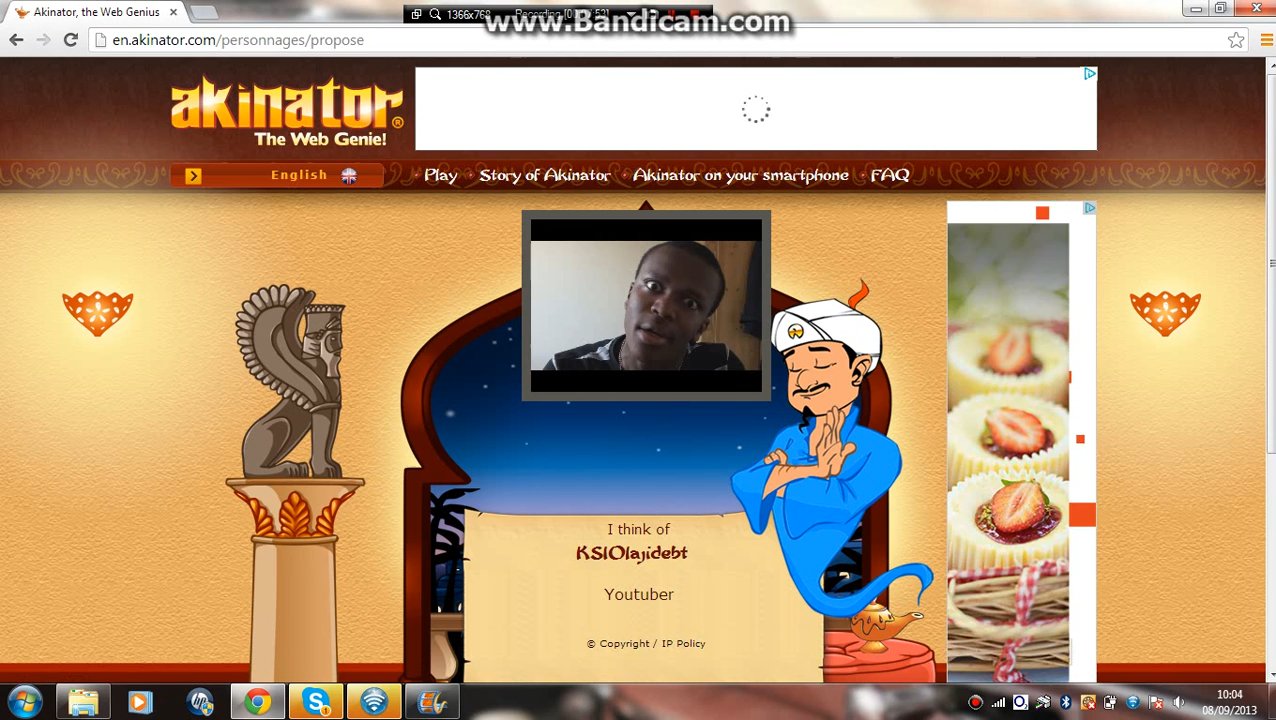 Akinator, the Web Genius
1366x768
www.Bandicam.com
en.akinator.com/personnages/propose
akinator®
The Web Genie!
English
Play · Story of Akinator · Akinator on your smartphone · FAQ
I think of
KSIOlajidebt
Youtuber
© Copyright / IP Policy
10:04
08/09/2013